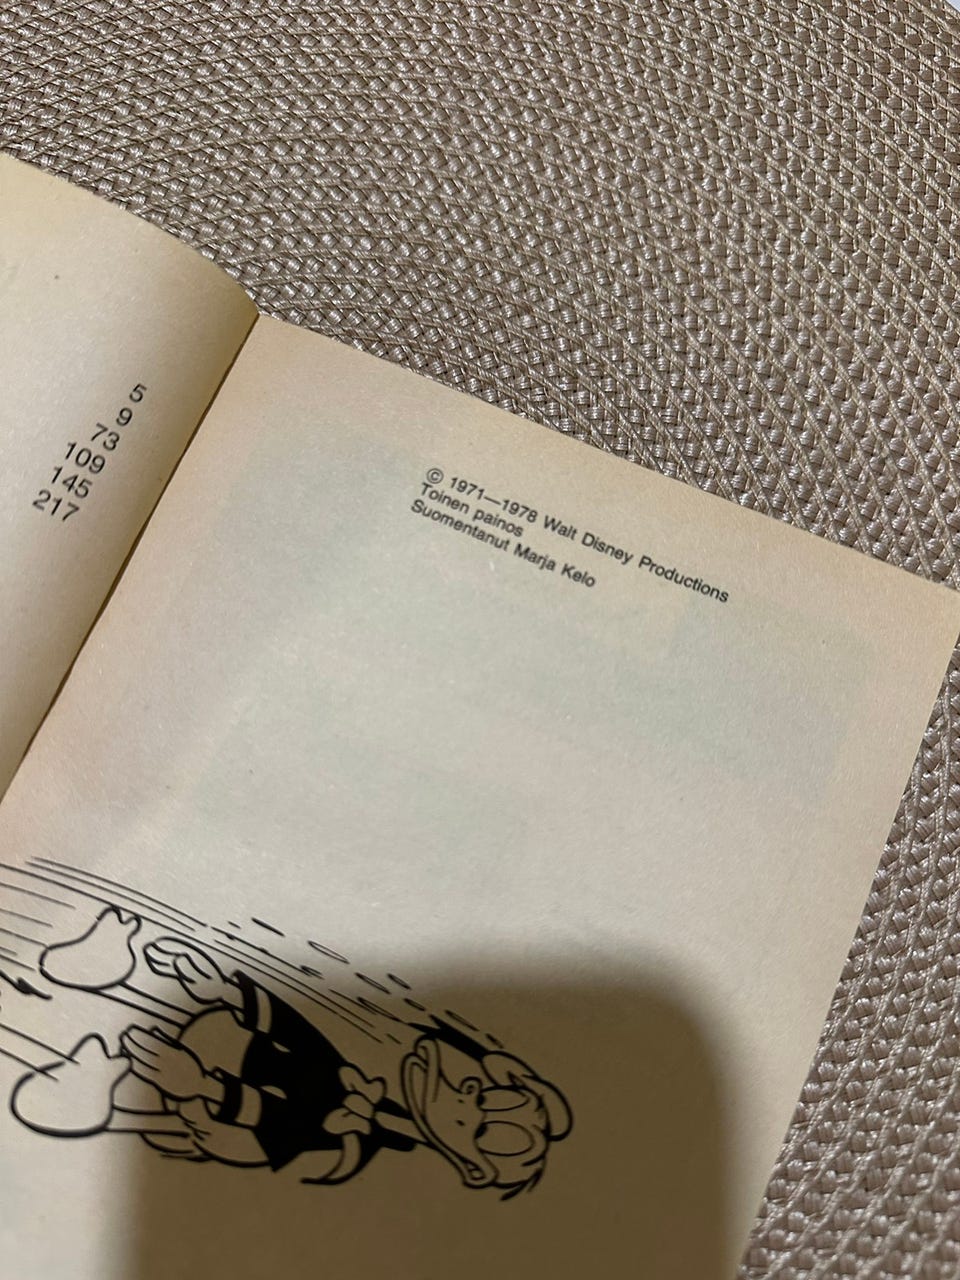 5
9
73
109
145
217
© 1971—1978 Walt Disney Productions
Toinen painos
Suomentanut Marja Kelo